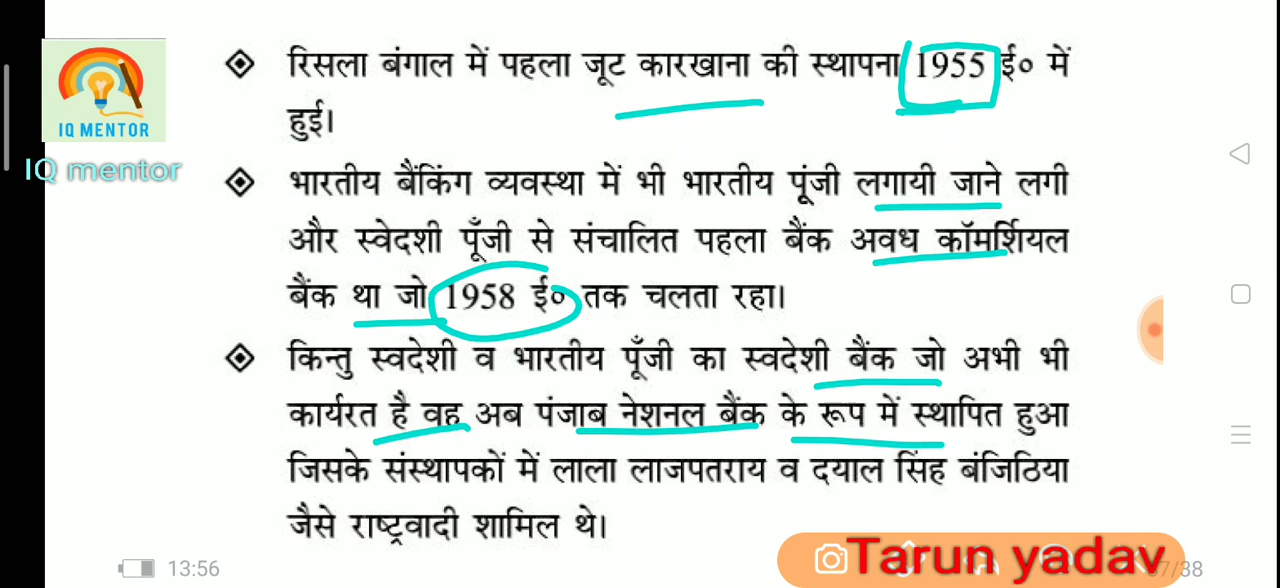 रिसला बंगाल में पहला जूट कारखाना की स्थापना 1955 ई० में
हुई।
IQ MENTOR
IQ mentor
भारतीय बैंकिंग व्यवस्था में भी भारतीय पूंजी लगायी जाने लगी
और स्वेदशी पूँजी से संचालित पहला बैंक अवध कॉमर्शियल
बैंक था जो 1958 ई० तक चलता रहा।
किन्तु स्वदेशी व भारतीय पूँजी का स्वदेशी बैंक जो अभी भी
कार्यरत है वह अब पंजाब नेशनल बैंक के रूप में स्थापित हुआ
जिसके संस्थापकों में लाला लाजपतराय व दयाल सिंह बंजिठिया
जैसे राष्ट्रवादी शामिल थे।
Tarun yadav
13:56
/38